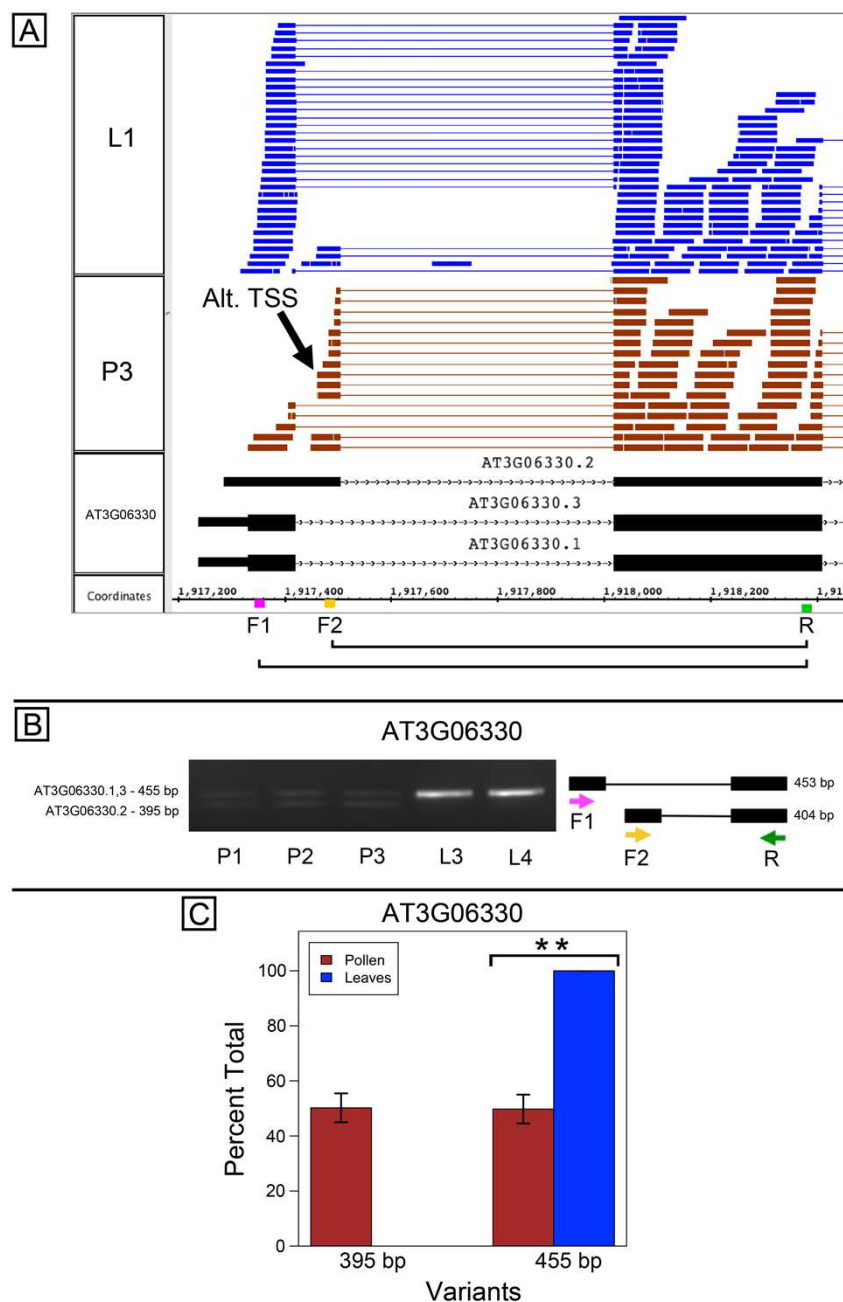 A
L1
Alt. TSS
P3
AT3G06330.2
AT3G06330
AT3G06330.3
AT3G06330.1
Coordinates
1,917,200 1,917,400 1,917,600 1,917,800 1,918,000 1,918,200 1,91
F1 F2 R
B
AT3G06330
AT3G06330.1,3 - 455 bp
AT3G06330.2 - 395 bp
453 bp
404 bp
F1
F2 R
P1 P2 P3 L3 L4
C
AT3G06330
**
Pollen
Leaves
Percent Total
100
80
60
40
20
0
395 bp 455 bp
Variants